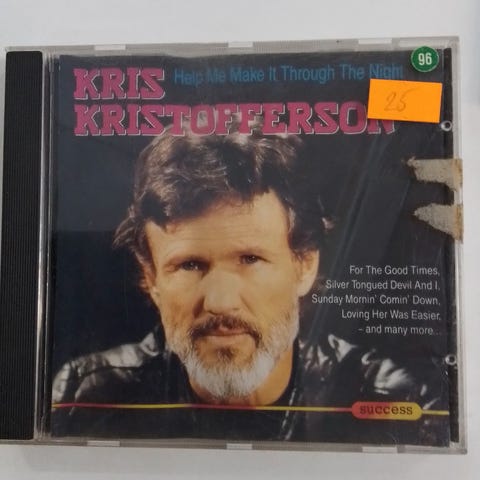 Help Me Make It Through The Night
KRIS
KRISTOFFERSON
96
25
For The Good Times,
Silver Tongued Devil And I,
Sunday Mornin' Comin' Down,
Loving Her Was Easier,
- and many more...
success